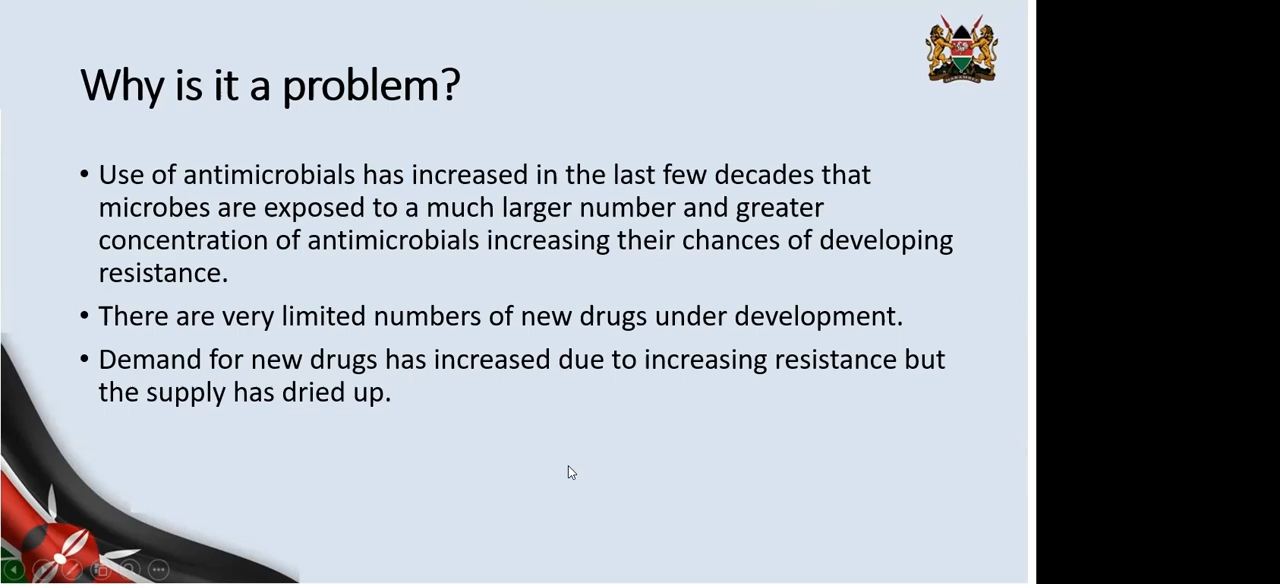 Why is it a problem?
• Use of antimicrobials has increased in the last few decades that
microbes are exposed to a much larger number and greater
concentration of antimicrobials increasing their chances of developing
resistance.
• There are very limited numbers of new drugs under development.
• Demand for new drugs has increased due to increasing resistance but
the supply has dried up.